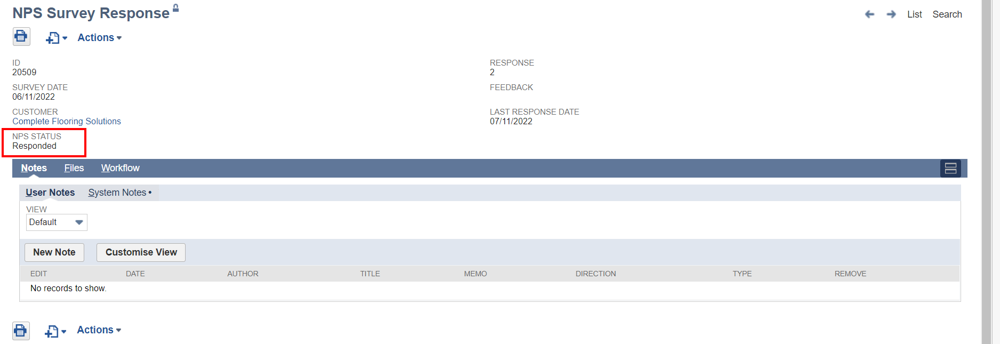 NPS Survey Response
List Search
Actions
ID
20509
RESPONSE
2
SURVEY DATE
06/11/2022
FEEDBACK
CUSTOMER
Complete Flooring Solutions
LAST RESPONSE DATE
07/11/2022
NPS STATUS
Responded
Notes Files Workflow
User Notes System Notes •
VIEW
Default
New Note Customise View
EDIT DATE AUTHOR TITLE MEMO DIRECTION TYPE REMOVE
No records to show.
Actions